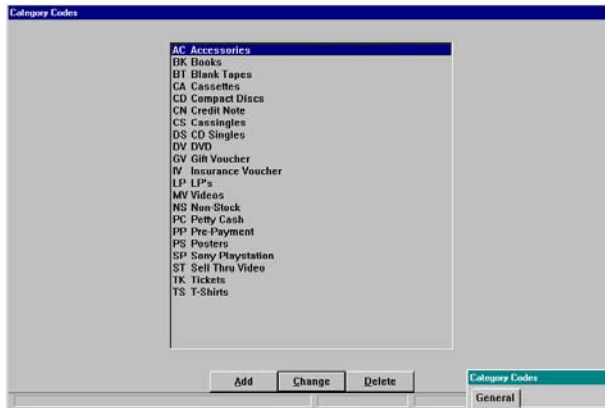 Category Codes
AC Accessories
BK Books
BT Blank Tapes
CA Cassettes
CD Compact Discs
CN Credit Note
CS Cassingles
DS CD Singles
DV DVD
GV Gift Voucher
IV Insurance Voucher
LP LP's
MV Videos
NS Non-Stock
PC Petty Cash
PP Pre-Payment
PS Posters
SP Sony Playstation
ST Sell Thru Video
TK Tickets
TS T-Shirts
Add Change Delete
Category Codes
General